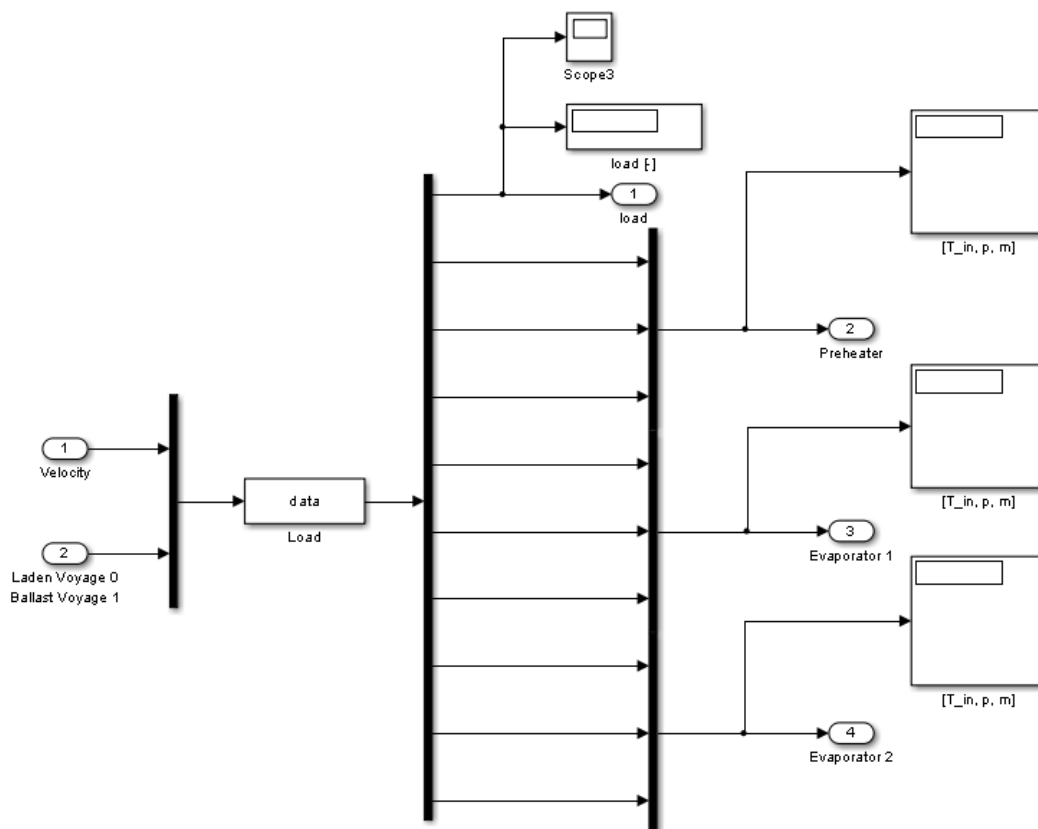 Scope3
load [-]
1
load
[T_in, p, m]
2
Preheater
1
Velocity
data
Load
[T_in, p, m]
3
Evaporator 1
2
Laden Voyage 0
Ballast Voyage 1
[T_in, p, m]
4
Evaporator 2